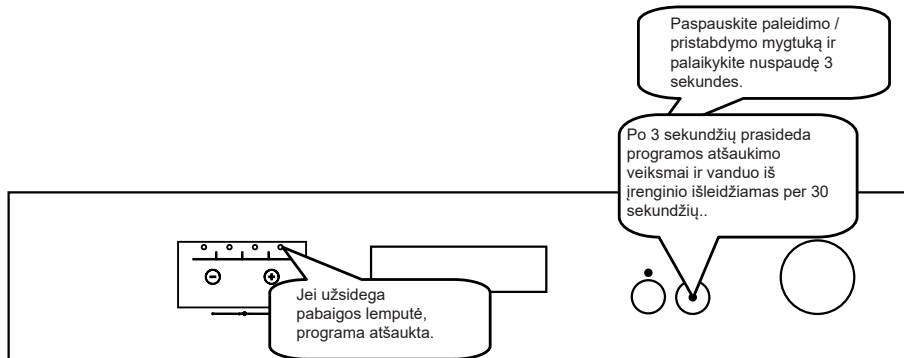 Paspauskite paleidimo /
pristabdymo mygtuką ir
palaikykite nuspaudę 3
sekundes.
Po 3 sekundžių prasideda
programos atšaukimo
veiksmai ir vanduo iš
įrenginio išleidžiamas per 30
sekundžių..
Jei užsidega
pabaigos lemputė,
programa atšaukta.